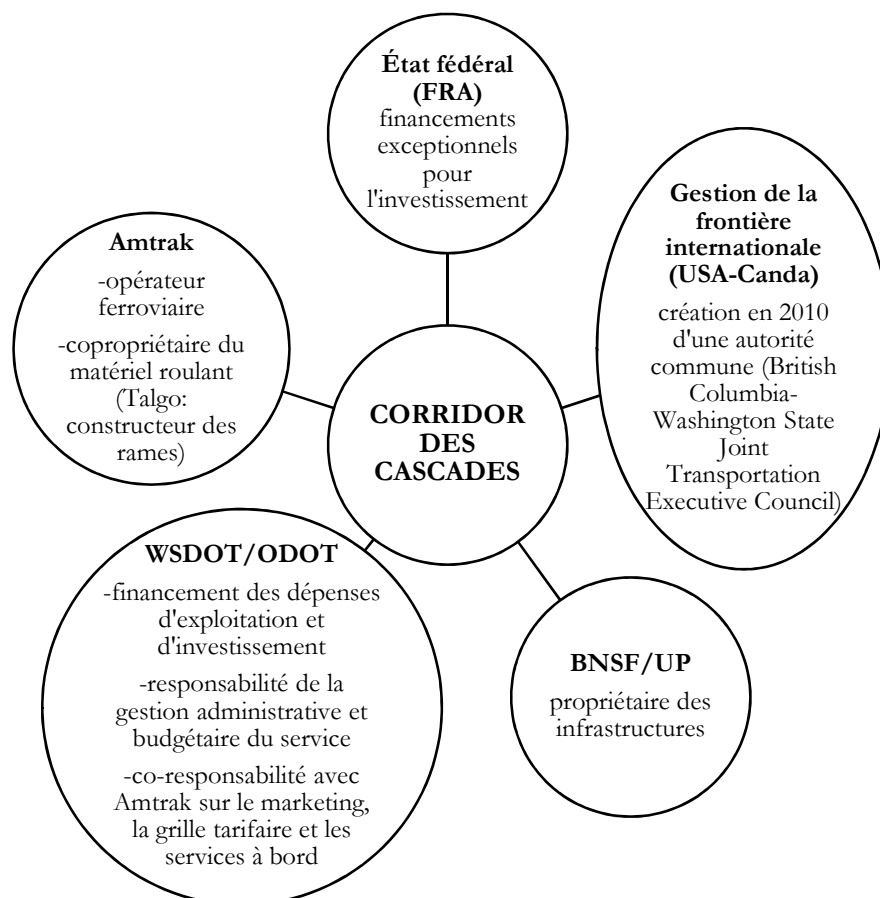 État fédéral
(FRA)
financements
exceptionnels
pour
l'investissement
Gestion de la
frontière
internationale
(USA-Canda)
création en 2010
d'une autorité
commune (British
Columbia-
Washington State
Joint
Transportation
Executive Council)
Amtrak
-opérateur
ferroviaire
-copropriétaire du
matériel roulant
(Talgo:
constructeur des
rames)
CORRIDOR
DES
CASCADES
WSDOT/ODOT
-financement des dépenses
d'exploitation et
d'investissement
-responsabilité de la
gestion administrative et
budgétaire du service
-co-responsabilité avec
Amtrak sur le marketing,
la grille tarifaire et les
services à bord
BNSF/UP
propriétaire des
infrastructures